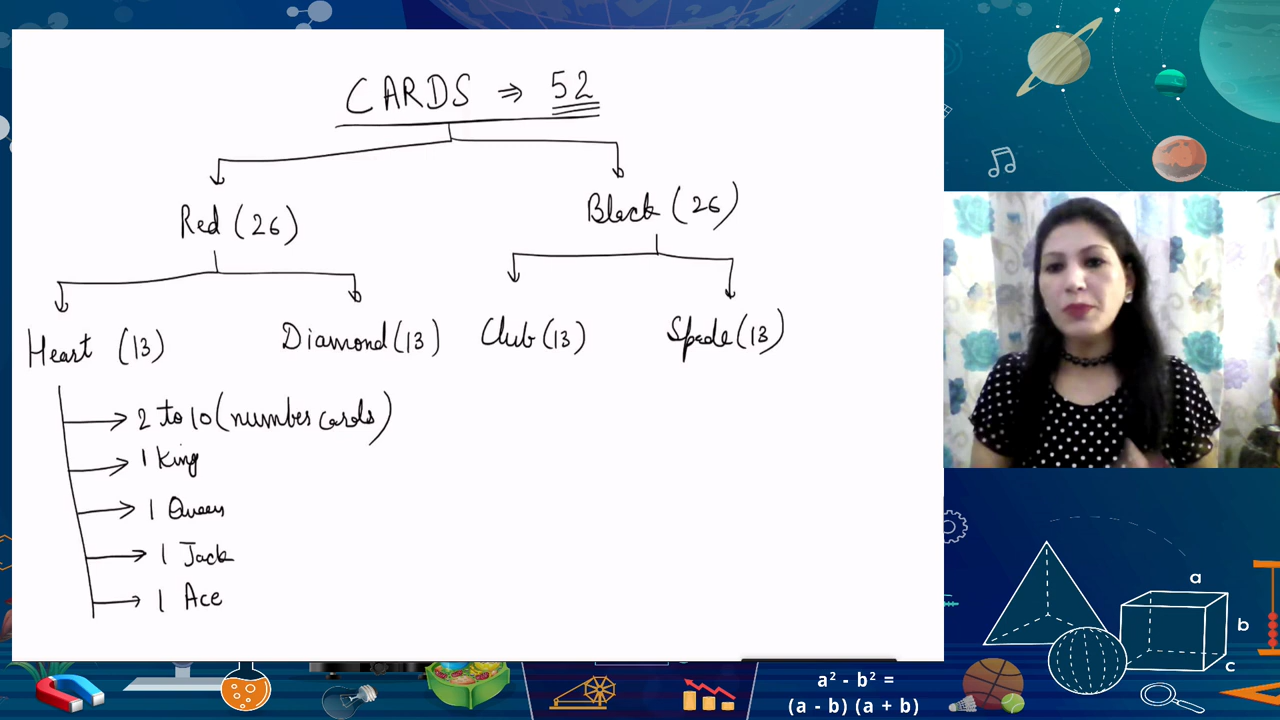 CARDS ⇒ 52
Red (26)
Black (26)
Heart (13)
Diamond (13)
Club (13)
Spade (13)
2 to 10 (number cards)
1 King
1 Queen
1 Jack
1 Ace
a
b
c
a² - b² =
(a - b) (a + b)